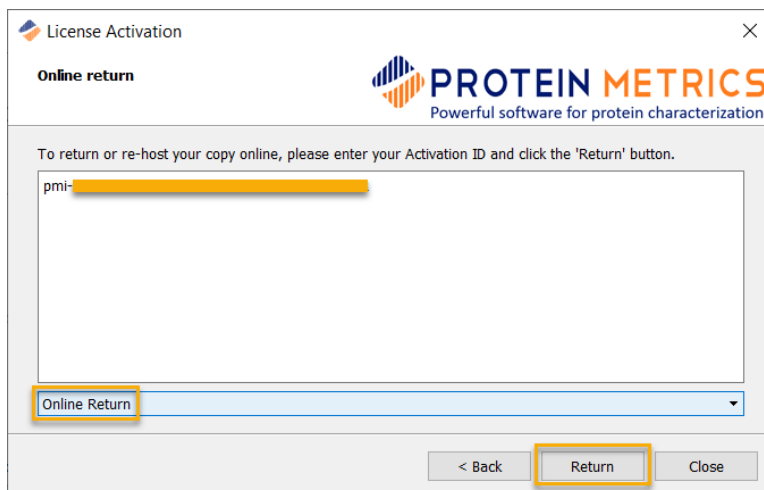 License Activation
Online return
PROTEIN METRICS
Powerful software for protein characterization
To return or re-host your copy online, please enter your Activation ID and click the 'Return' button.
pmi-
Online Return
< Back Return Close